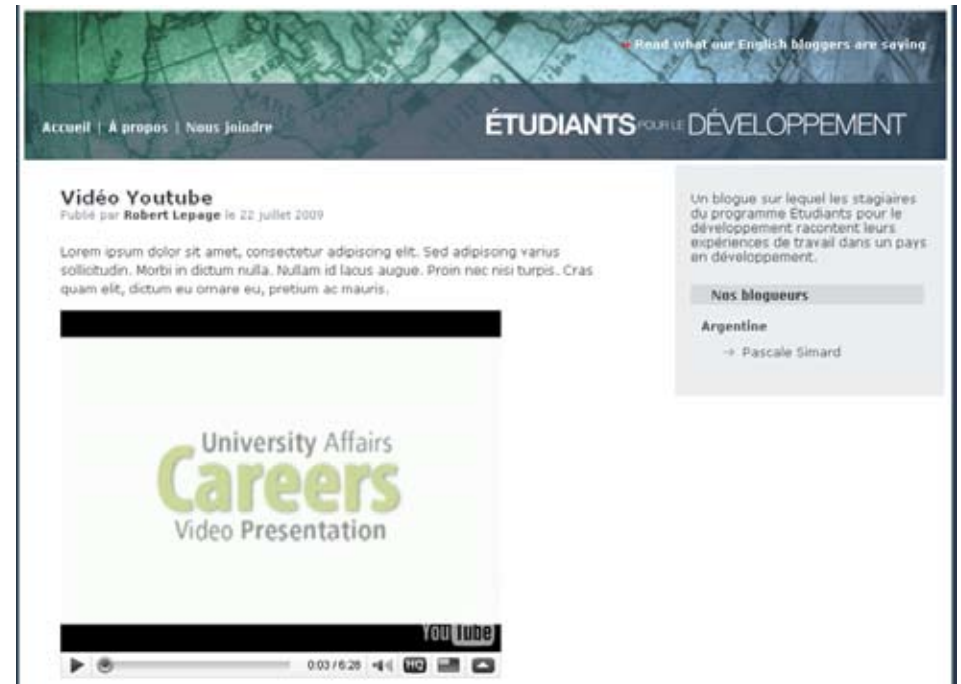 Read what our English bloggers are saying
Accueil | À propos | Nous joindre
ÉTUDIANTS POUR LE DÉVELOPPEMENT
Vidéo Youtube
Publié par Robert Lepage le 22 juillet 2009
Lorem ipsum dolor sit amet, consectetur adipiscing elit. Sed adipiscing varius
sollicitudin. Morbi in dictum nulla. Nullam id lacus augue. Proin nec nisi turpis. Cras
quam elit, dictum eu ornare eu, pretium ac mauris.
University Affairs
Careers
Video Presentation
You Tube
0:03 / 6:28
HQ
Un blogue sur lequel les stagiaires
du programme Étudiants pour le
développement racontent leurs
expériences de travail dans un pays
en développement.
Nos blogueurs
Argentine
→ Pascale Simard